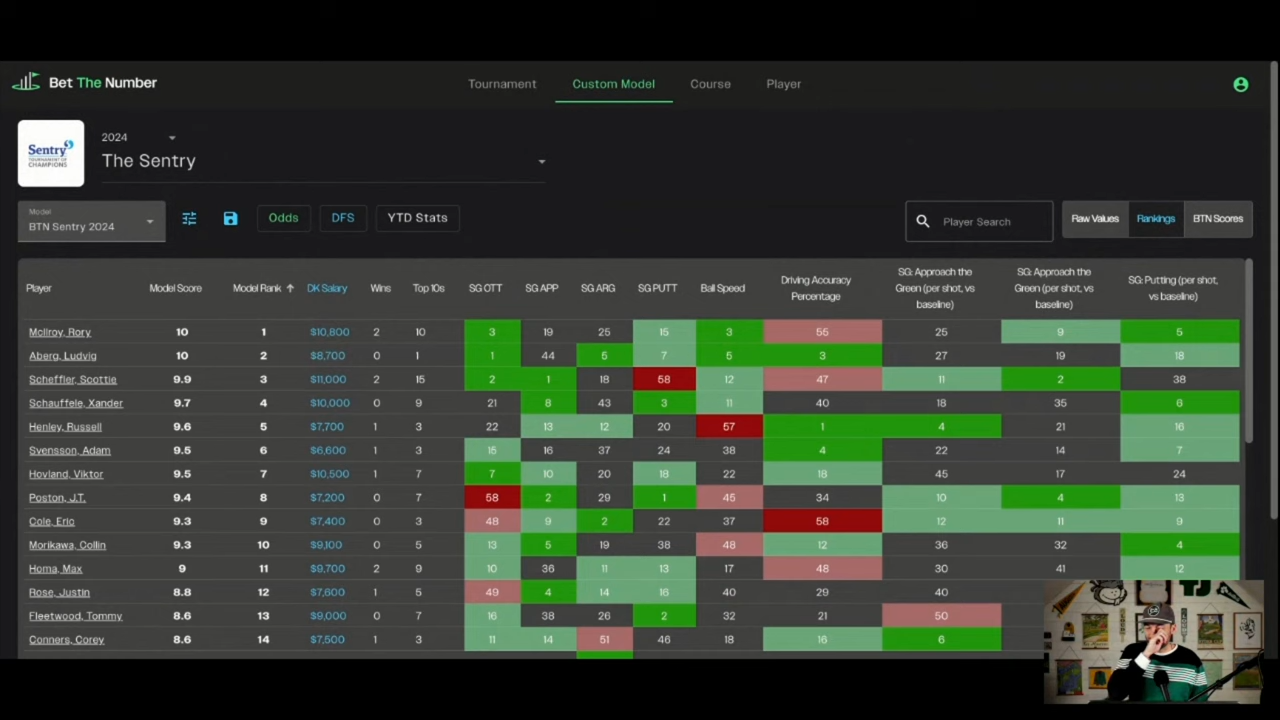 Bet The Number
Tournament Custom Model Course Player
Sentry
TOURNAMENT OF
CHAMPIONS
2024
The Sentry
Model
BTN Sentry 2024
Odds DFS YTD Stats
Player Search
Raw Values Rankings BTN Scores
Player Model Score Model Rank ↑ DK Salary Wins Top 10s SG OTT SG APP SG ARG SG PUTT Ball Speed Driving Accuracy Percentage SG: Approach the Green (per shot, vs baseline) SG: Approach the Green (per shot, vs baseline) SG: Putting (per shot, vs baseline)
McIlroy, Rory 10 1 $10,800 2 10 3 19 25 15 3 55 25 9 5
Aberg, Ludvig 10 2 $8,700 0 1 1 44 5 7 5 3 27 19 18
Scheffler, Scottie 9.9 3 $11,000 2 15 2 1 18 58 12 47 11 2 38
Schauffele, Xander 9.7 4 $10,000 0 9 21 8 43 3 11 40 18 35 6
Henley, Russell 9.6 5 $7,700 1 3 22 13 12 20 57 1 4 21 16
Svensson, Adam 9.5 6 $6,600 1 3 15 16 37 24 38 4 22 14 7
Hovland, Viktor 9.5 7 $10,500 1 7 7 10 20 18 22 18 45 17 24
Poston, J.T. 9.4 8 $7,200 0 7 58 2 29 1 45 34 10 4 13
Cole, Eric 9.3 9 $7,400 0 3 48 9 2 22 37 58 12 11 9
Morikawa, Collin 9.3 10 $9,100 0 5 13 5 19 38 48 12 36 32 4
Homa, Max 9 11 $9,700 2 9 10 36 11 13 17 48 30 41 12
Rose, Justin 8.8 12 $7,600 1 5 49 4 14 16 40 29 40
Fleetwood, Tommy 8.6 13 $9,000 0 7 16 38 26 2 32 21 50
Conners, Corey 8.6 14 $7,500 1 3 11 14 51 46 18 16 6